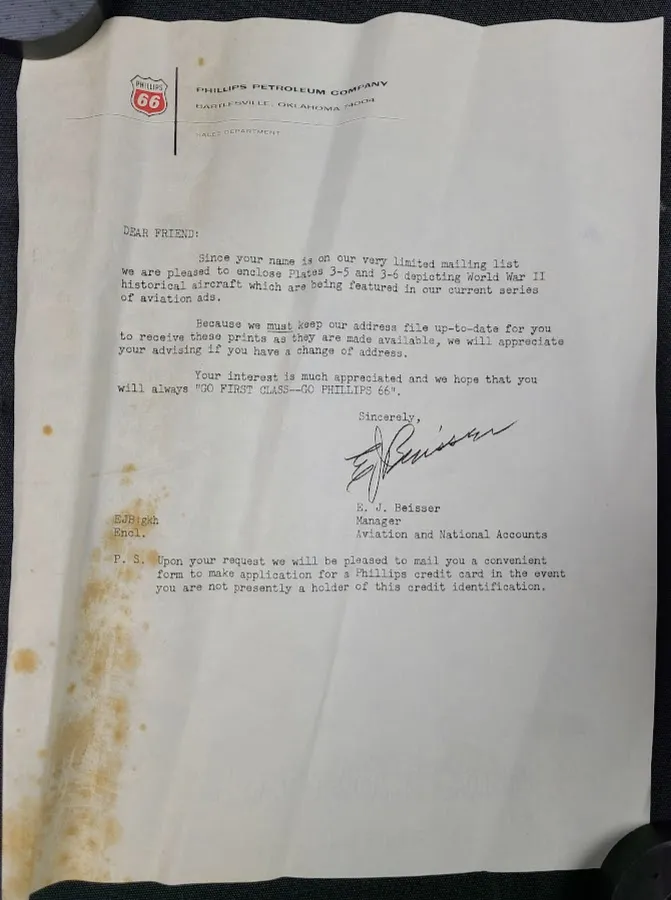 PHILLIPS
66
PHILLIPS PETROLEUM COMPANY
BARTLESVILLE, OKLAHOMA 74004
SALES DEPARTMENT
DEAR FRIEND:
Since your name is on our very limited mailing list
we are pleased to enclose Plates 3-5 and 3-6 depicting World War II
historical aircraft which are being featured in our current series
of aviation ads.
Because we must keep our address file up-to-date for you
to receive these prints as they are made available, we will appreciate
your advising if you have a change of address.
Your interest is much appreciated and we hope that you
will always "GO FIRST CLASS--GO PHILLIPS 66".
Sincerely,
EJ Beisser
E. J. Beisser
EJB:gkh
Manager
Encl.
Aviation and National Accounts
P. S. Upon your request we will be pleased to mail you a convenient
form to make application for a Phillips credit card in the event
you are not presently a holder of this credit identification.